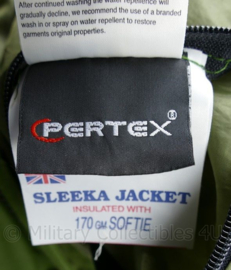 After continued washing the water repellence will
gradually decline, we recommend the use of a branded
wash in or spray on water repellent to restore
garments original properties.
PERTEX ®
SLEEKA JACKET
INSULATED WITH
170 GM SOFTIE
© Military Collectibles 4U